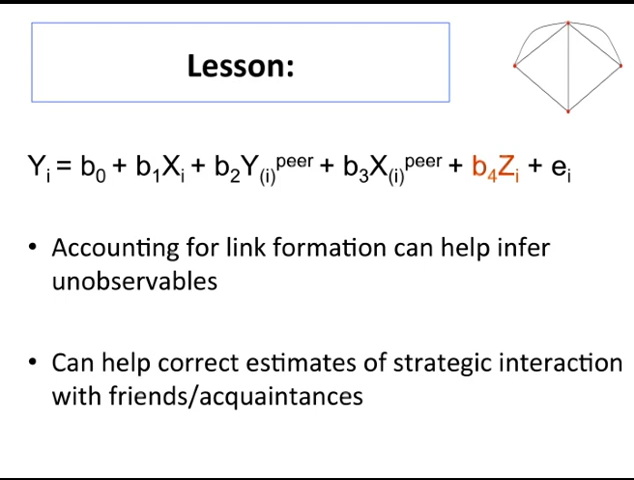 Lesson:
Yᵢ = b₀ + b₁Xᵢ + b₂Y₍ᵢ₎ᵖᵉᵉʳ + b₃X₍ᵢ₎ᵖᵉᵉʳ + b₄Zᵢ + eᵢ
• Accounting for link formation can help infer
unobservables
• Can help correct estimates of strategic interaction
with friends/acquaintances